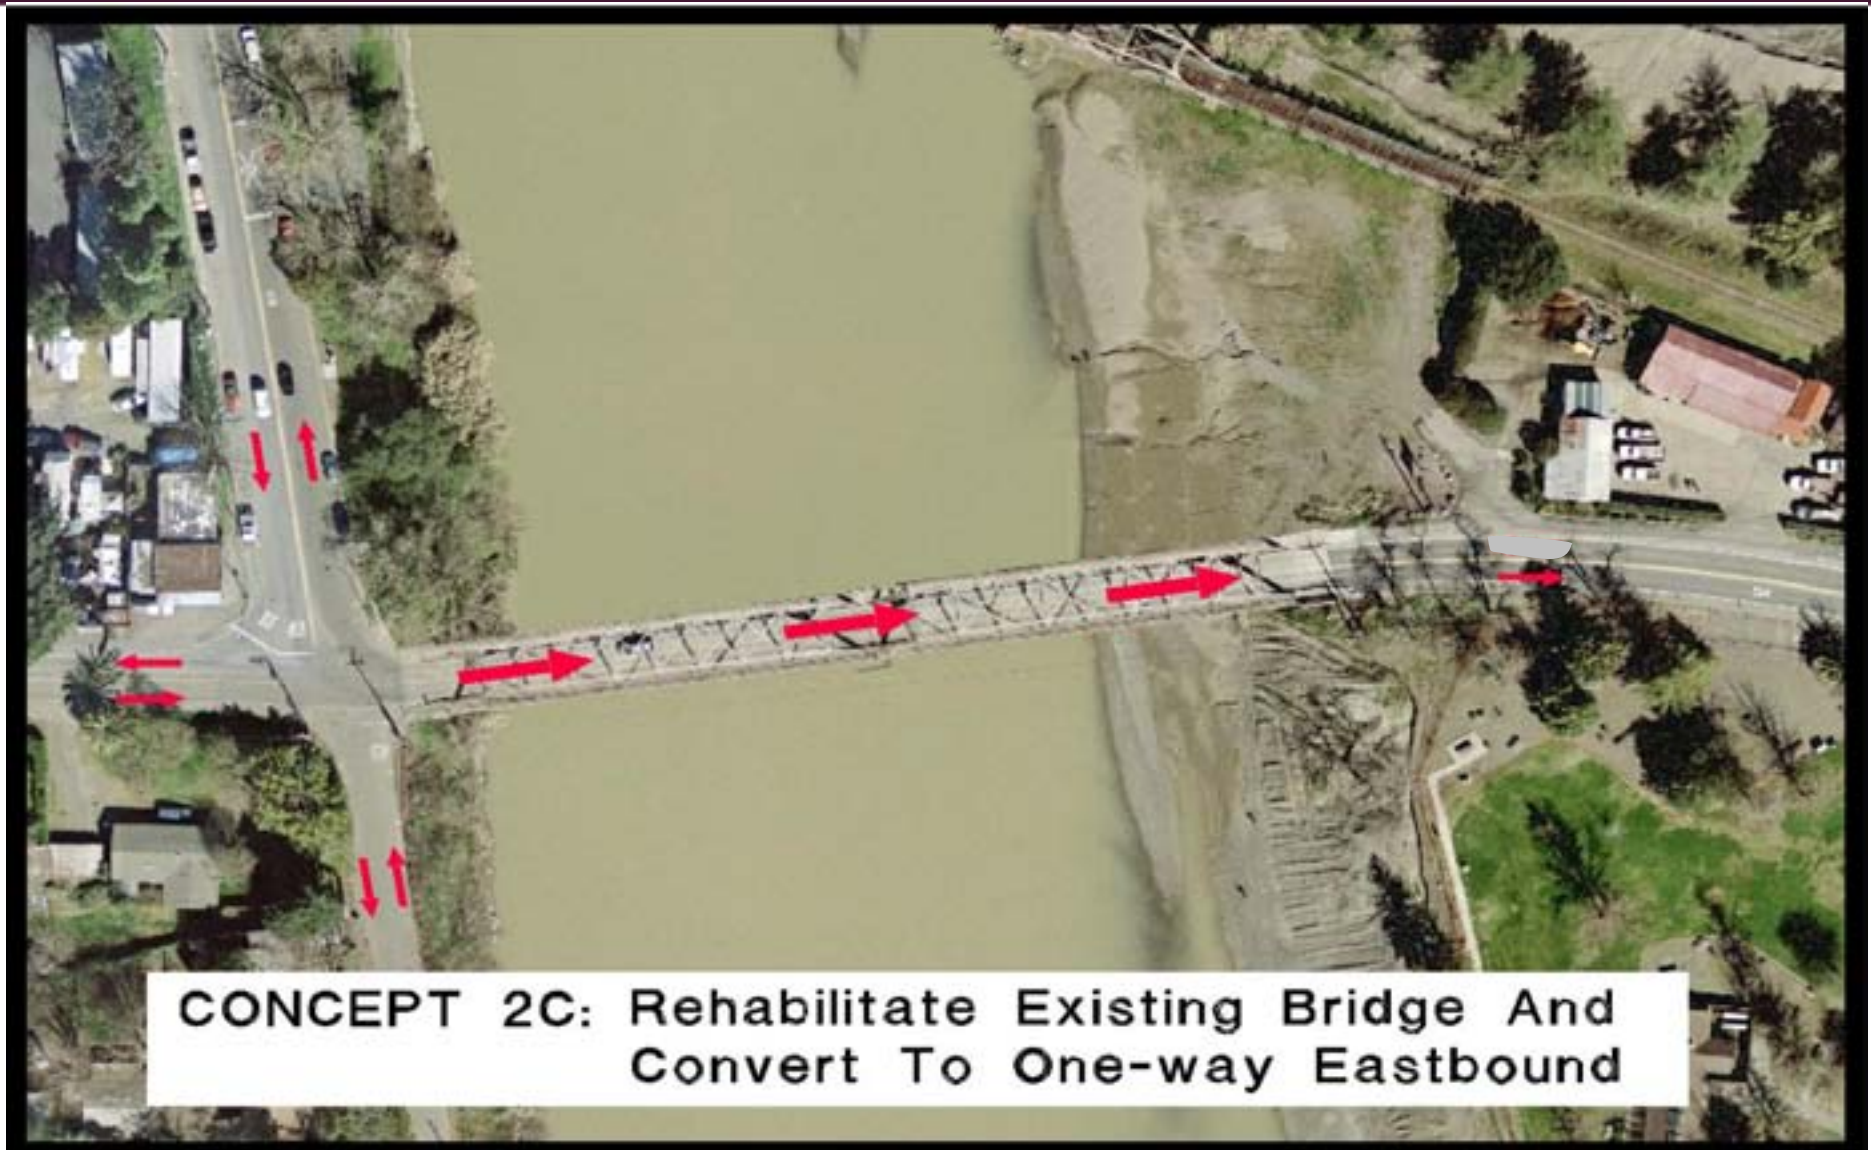 CONCEPT 2C: Rehabilitate Existing Bridge And
Convert To One-way Eastbound